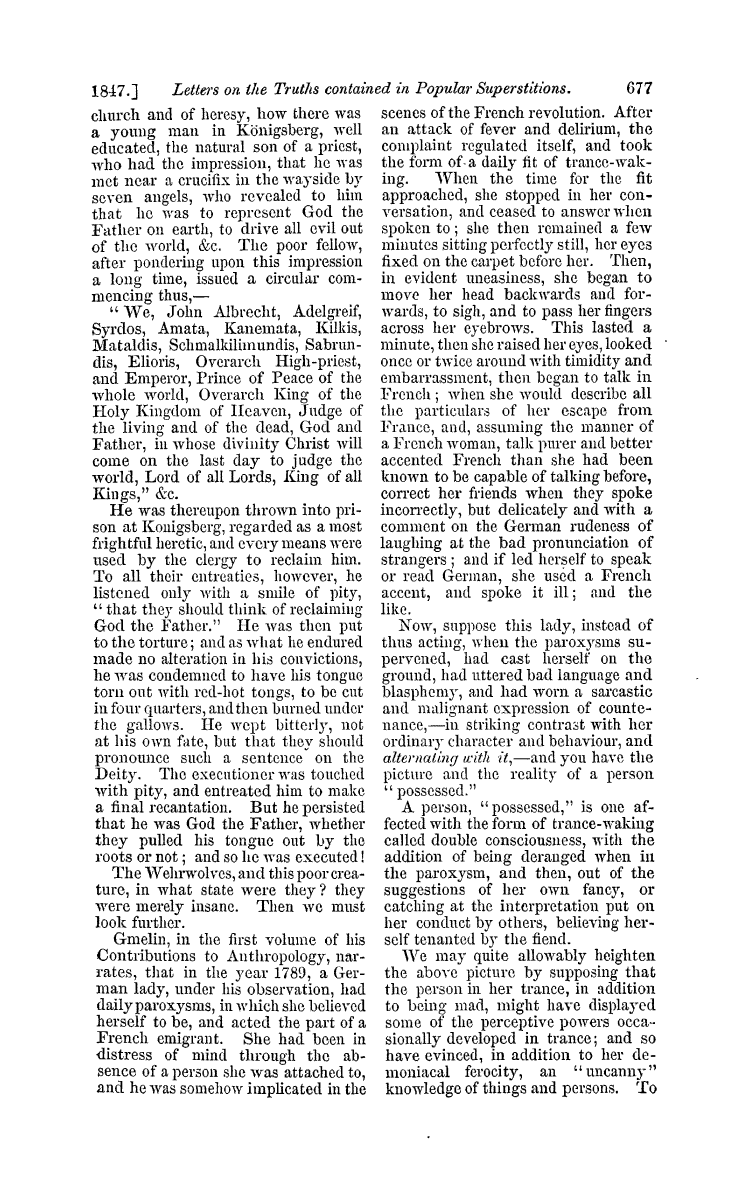 1847.] Letters on the Truths contained in Popular Superstitions. 677
church and of heresy, how there was
a young man in Königsberg, well
educated, the natural son of a priest,
who had the impression, that he was
met near a crucifix in the wayside by
seven angels, who revealed to him
that he was to represent God the
Father on earth, to drive all evil out
of the world, &c. The poor fellow,
after pondering upon this impression
a long time, issued a circular com-
mencing thus,—
“ We, John Albrecht, Adelgreif,
Syrdos, Amata, Kanemata, Kilkis,
Mataldis, Schmalkilimundis, Sabrun-
dis, Elioris, Overarch High-priest,
and Emperor, Prince of Peace of the
whole world, Overarch King of the
Holy Kingdom of Heaven, Judge of
the living and of the dead, God and
Father, in whose divinity Christ will
come on the last day to judge the
world, Lord of all Lords, King of all
Kings,” &c.
He was thereupon thrown into pri-
son at Konigsberg, regarded as a most
frightful heretic, and every means were
used by the clergy to reclaim him.
To all their entreaties, however, he
listened only with a smile of pity,
“ that they should think of reclaiming
God the Father.” He was then put
to the torture; and as what he endured
made no alteration in his convictions,
he was condemned to have his tongue
torn out with red-hot tongs, to be cut
in four quarters, and then burned under
the gallows. He wept bitterly, not
at his own fate, but that they should
pronounce such a sentence on the
Deity. The executioner was touched
with pity, and entreated him to make
a final recantation. But he persisted
that he was God the Father, whether
they pulled his tongue out by the
roots or not; and so he was executed!
The Wehrwolves, and this poor crea-
ture, in what state were they? they
were merely insane. Then we must
look further.
Gmelin, in the first volume of his
Contributions to Anthropology, nar-
rates, that in the year 1789, a Ger-
man lady, under his observation, had
daily paroxysms, in which she believed
herself to be, and acted the part of a
French emigrant. She had been in
distress of mind through the ab-
sence of a person she was attached to,
and he was somehow implicated in the
scenes of the French revolution. After
an attack of fever and delirium, the
complaint regulated itself, and took
the form of a daily fit of trance-wak-
ing. When the time for the fit
approached, she stopped in her con-
versation, and ceased to answer when
spoken to; she then remained a few
minutes sitting perfectly still, her eyes
fixed on the carpet before her. Then,
in evident uneasiness, she began to
move her head backwards and for-
wards, to sigh, and to pass her fingers
across her eyebrows. This lasted a
minute, then she raised her eyes, looked
once or twice around with timidity and
embarrassment, then began to talk in
French; when she would describe all
the particulars of her escape from
France, and, assuming the manner of
a French woman, talk purer and better
accented French than she had been
known to be capable of talking before,
correct her friends when they spoke
incorrectly, but delicately and with a
comment on the German rudeness of
laughing at the bad pronunciation of
strangers; and if led herself to speak
or read German, she used a French
accent, and spoke it ill; and the
like.
Now, suppose this lady, instead of
thus acting, when the paroxysms su-
pervened, had cast herself on the
ground, had uttered bad language and
blasphemy, and had worn a sarcastic
and malignant expression of counte-
nance,—in striking contrast with her
ordinary character and behaviour, and
alternating with it,—and you have the
picture and the reality of a person
“ possessed.”
A person, “possessed,” is one af-
fected with the form of trance-waking
called double consciousness, with the
addition of being deranged when in
the paroxysm, and then, out of the
suggestions of her own fancy, or
catching at the interpretation put on
her conduct by others, believing her-
self tenanted by the fiend.
We may quite allowably heighten
the above picture by supposing that
the person in her trance, in addition
to being mad, might have displayed
some of the perceptive powers occa-
sionally developed in trance; and so
have evinced, in addition to her de-
moniacal ferocity, an “uncanny”
knowledge of things and persons. To